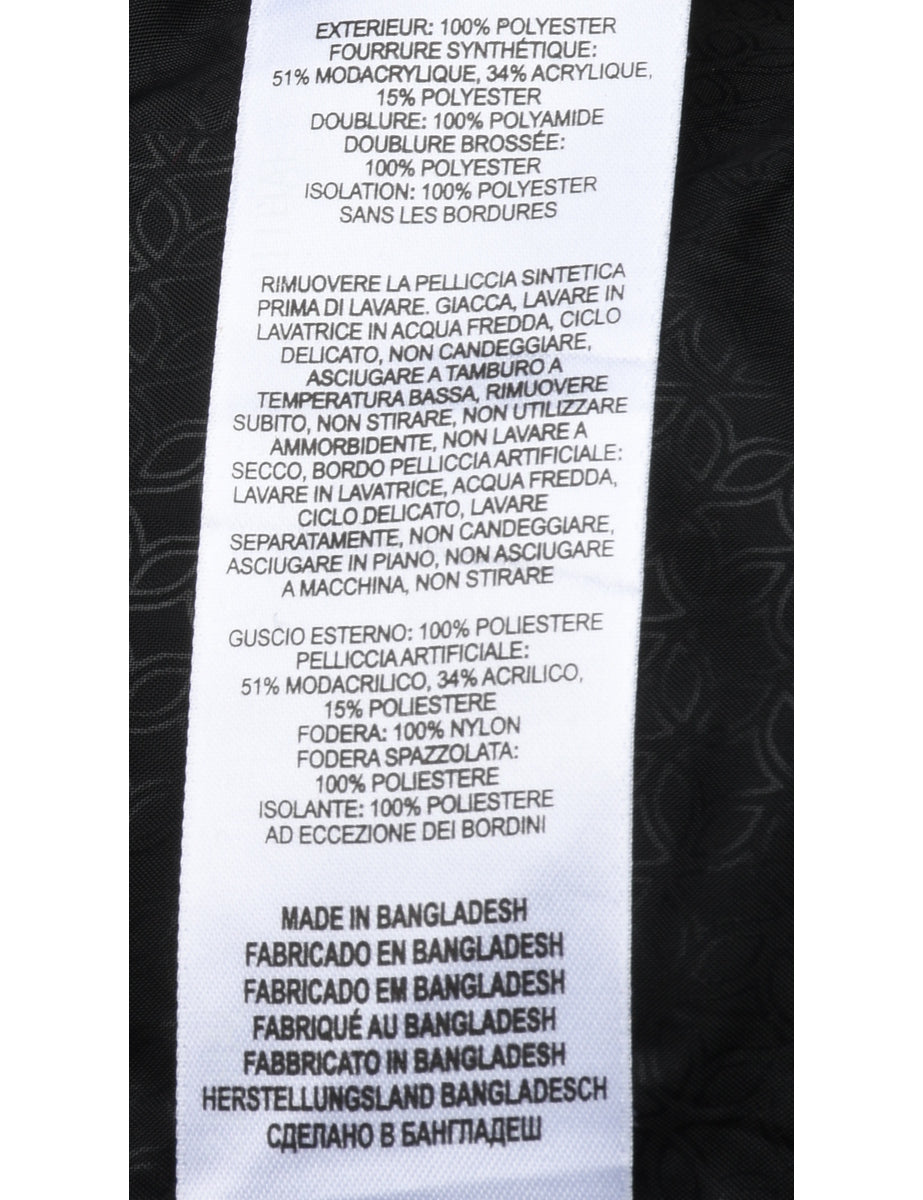 EXTERIEUR: 100% POLYESTER
FOURRURE SYNTHÉTIQUE:
51% MODACRYLIQUE, 34% ACRYLIQUE,
15% POLYESTER
DOUBLURE: 100% POLYAMIDE
DOUBLURE BROSSÉE:
100% POLYESTER
ISOLATION: 100% POLYESTER
SANS LES BORDURES
RIMUOVERE LA PELLICCIA SINTETICA
PRIMA DI LAVARE. GIACCA, LAVARE IN
LAVATRICE IN ACQUA FREDDA, CICLO
DELICATO, NON CANDEGGIARE,
ASCIUGARE A TAMBURO A
TEMPERATURA BASSA, RIMUOVERE
SUBITO, NON STIRARE, NON UTILIZZARE
AMMORBIDENTE, NON LAVARE A
SECCO, BORDO PELLICCIA ARTIFICIALE:
LAVARE IN LAVATRICE, ACQUA FREDDA,
CICLO DELICATO, LAVARE
SEPARATAMENTE, NON CANDEGGIARE,
ASCIUGARE IN PIANO, NON ASCIUGARE
A MACCHINA, NON STIRARE
GUSCIO ESTERNO: 100% POLIESTERE
PELLICCIA ARTIFICIALE:
51% MODACRILICO, 34% ACRILICO,
15% POLIESTERE
FODERA: 100% NYLON
FODERA SPAZZOLATA:
100% POLIESTERE
ISOLANTE: 100% POLIESTERE
AD ECCEZIONE DEI BORDINI
MADE IN BANGLADESH
FABRICADO EN BANGLADESH
FABRICADO EM BANGLADESH
FABRIQUÉ AU BANGLADESH
FABBRICATO IN BANGLADESH
HERSTELLUNGSLAND BANGLADESCH
СДЕЛАНО В БАНГЛАДЕШ